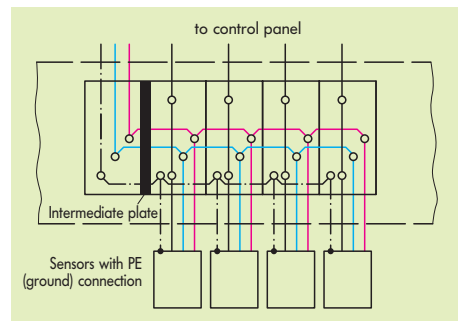 to control panel
Intermediate plate
Sensors with PE
(ground) connection